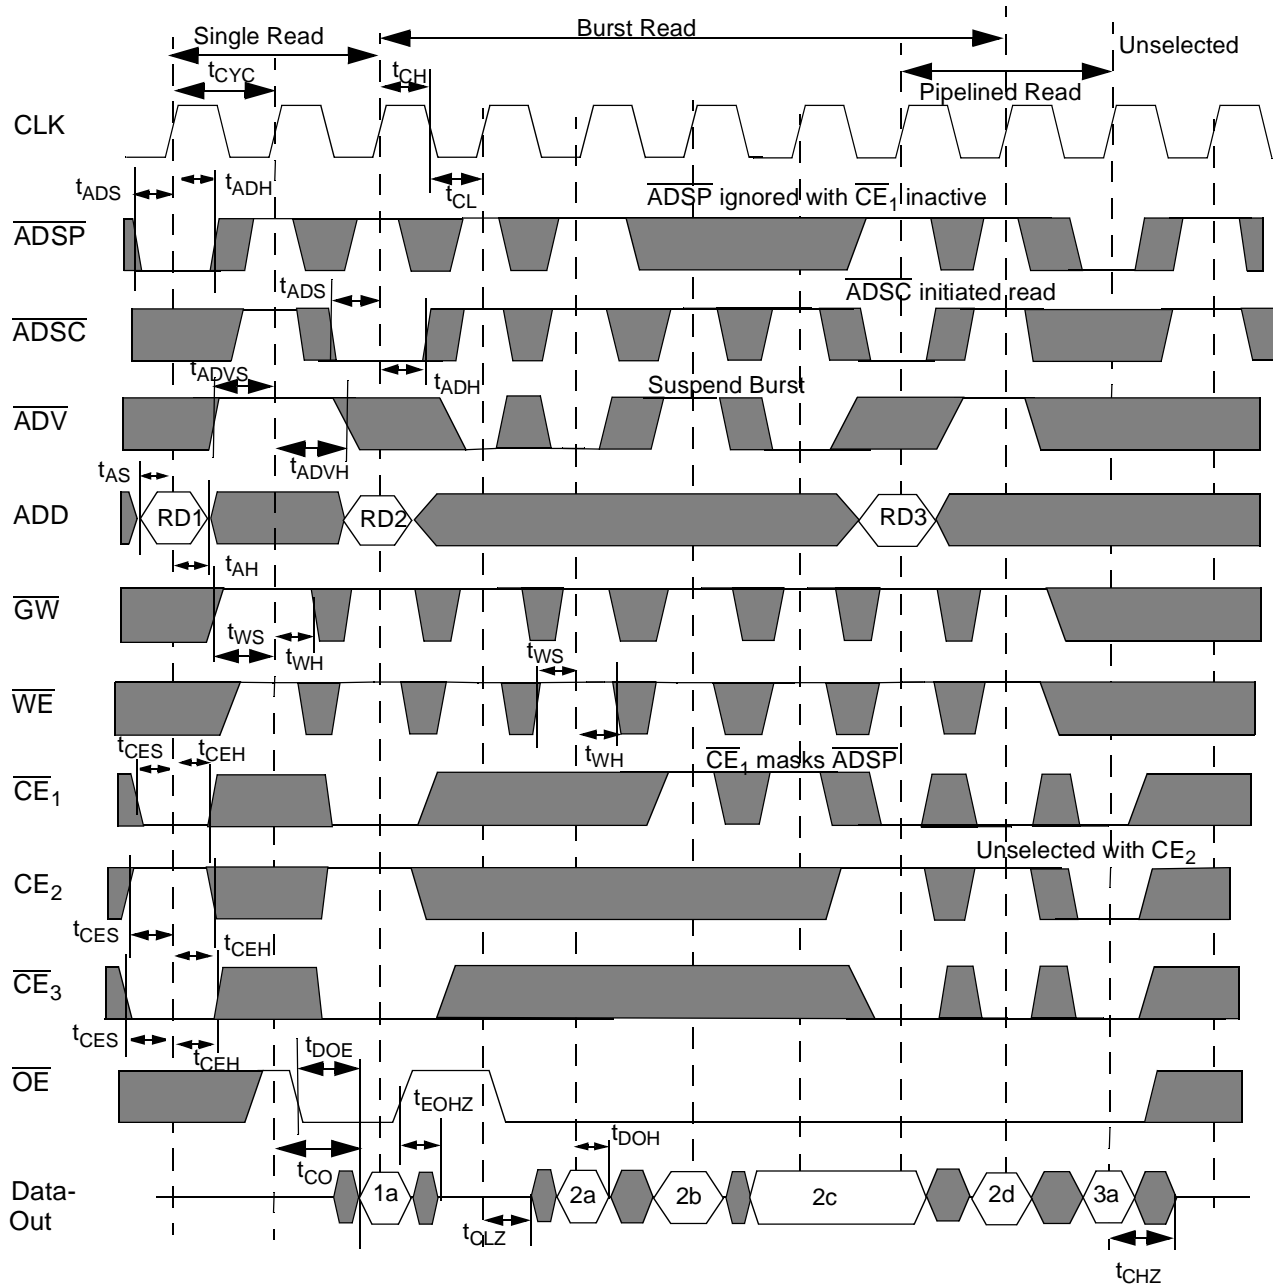 Burst Read
Single Read
Unselected
tCYC
tCH
Pipelined Read
CLK
tADS
tADH
tCL
ADSP ignored with CE1 inactive
ADSP
tADS
ADSC initiated read
ADSC
tADVS
tADH
Suspend Burst
ADV
tADVH
tAS
ADD
RD1
RD2
RD3
tAH
GW
tWS
tWH
tWS
WE
tCES
tCEH
tWH
CE1 masks ADSP
CE1
Unselected with CE2
CE2
tCES
tCEH
CE3
tCES
tCEH
tDOE
OE
tEOHZ
tDOH
tCO
Data-
Out
1a
2a
2b
2c
2d
3a
tCLZ
tCHZ